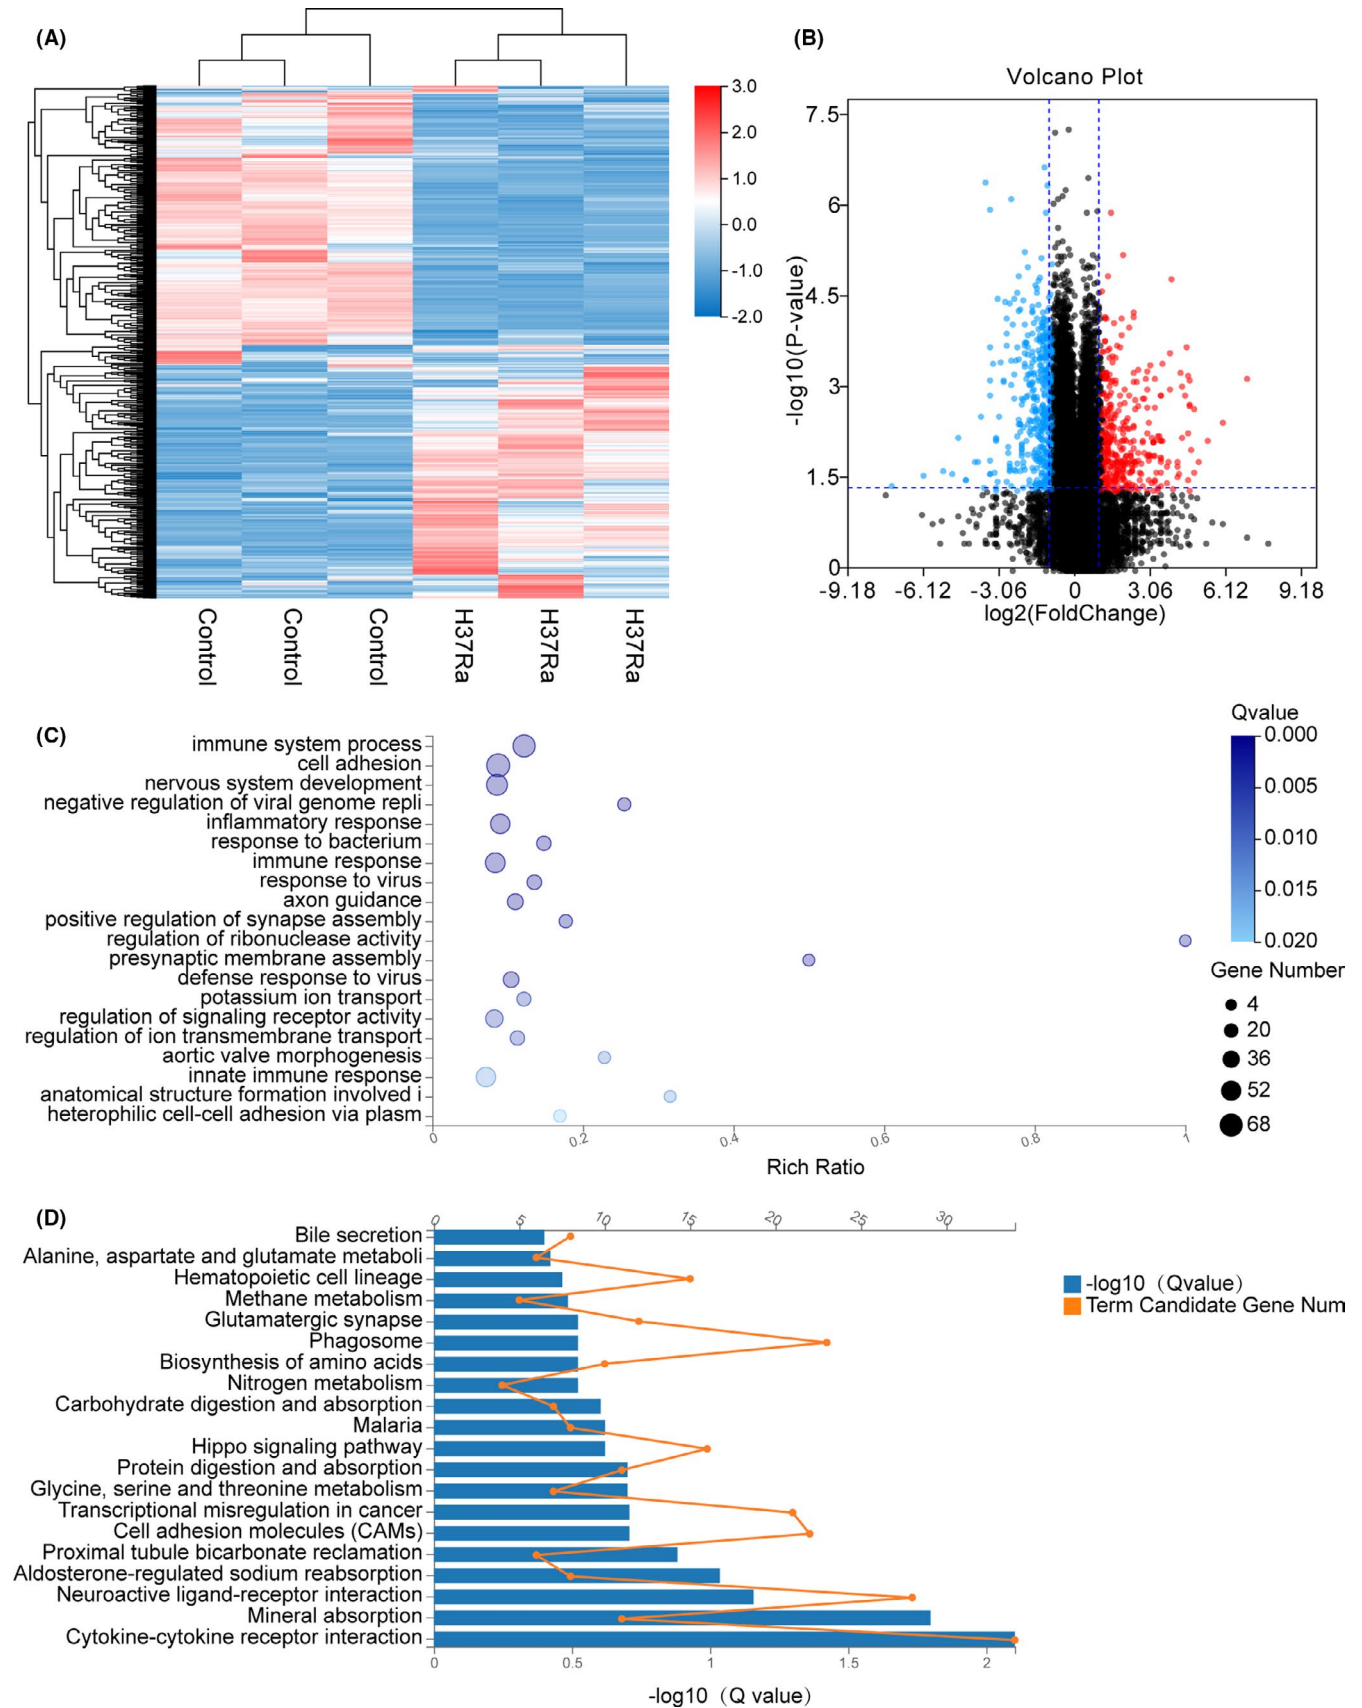 (A)
3.0
2.0
1.0
0.0
-1.0
-2.0
Control
Control
Control
H37Ra
H37Ra
H37Ra
(B)
Volcano Plot
7.5
6
4.5
3
1.5
0
-log10(P-value)
-9.18
-6.12
-3.06
0
3.06
6.12
9.18
log2(FoldChange)
(C)
immune system process
cell adhesion
nervous system development
negative regulation of viral genome repli
inflammatory response
response to bacterium
immune response
response to virus
axon guidance
positive regulation of synapse assembly
regulation of ribonuclease activity
presynaptic membrane assembly
defense response to virus
potassium ion transport
regulation of signaling receptor activity
regulation of ion transmembrane transport
aortic valve morphogenesis
innate immune response
anatomical structure formation involved i
heterophilic cell-cell adhesion via plasm
0
0.2
0.4
0.6
0.8
1
Rich Ratio
Qvalue
0.000
0.005
0.010
0.015
0.020
Gene Number
4
20
36
52
68
(D)
0
5
10
15
20
25
30
Bile secretion
Alanine, aspartate and glutamate metaboli
Hematopoietic cell lineage
Methane metabolism
Glutamatergic synapse
Phagosome
Biosynthesis of amino acids
Nitrogen metabolism
Carbohydrate digestion and absorption
Malaria
Hippo signaling pathway
Protein digestion and absorption
Glycine, serine and threonine metabolism
Transcriptional misregulation in cancer
Cell adhesion molecules (CAMs)
Proximal tubule bicarbonate reclamation
Aldosterone-regulated sodium reabsorption
Neuroactive ligand-receptor interaction
Mineral absorption
Cytokine-cytokine receptor interaction
0
0.5
1
1.5
2
-log10（Q value）
-log10（Qvalue）
Term Candidate Gene Num